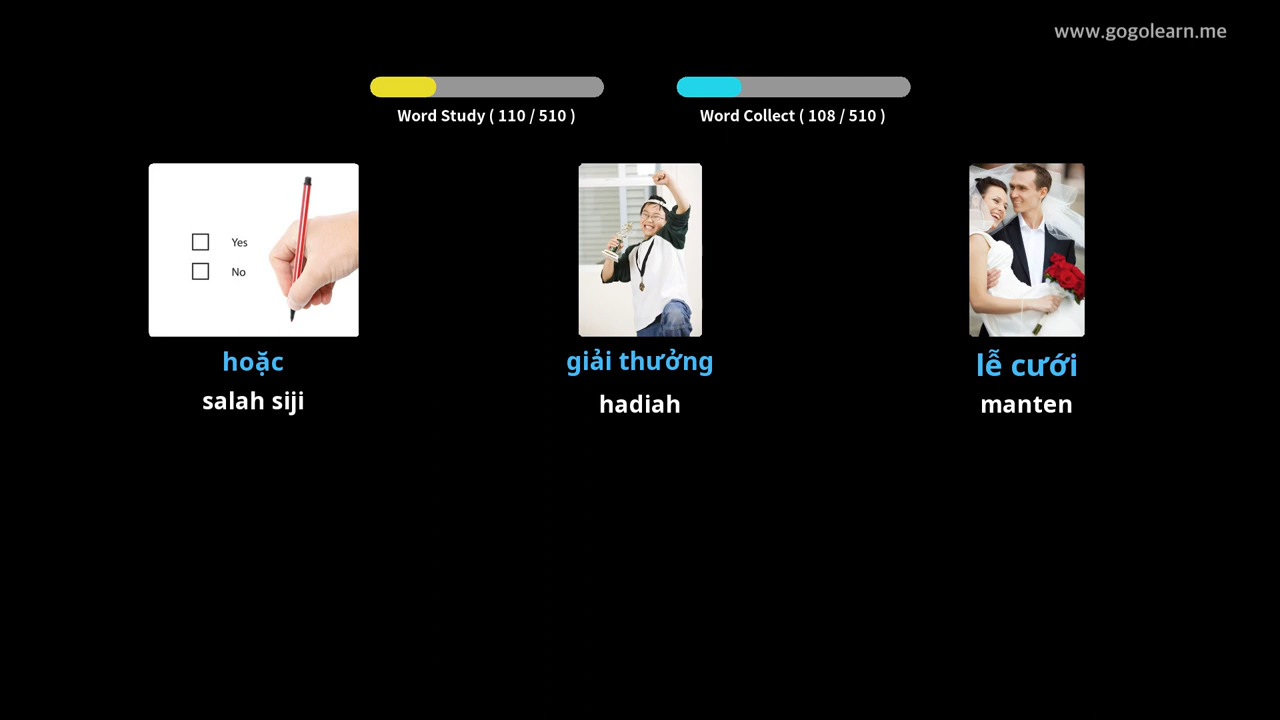 www.gogolearn.me
Word Study ( 110 / 510 )
Word Collect ( 108 / 510 )
Yes
No
hoặc
salah siji
giải thưởng
hadiah
lễ cưới
manten